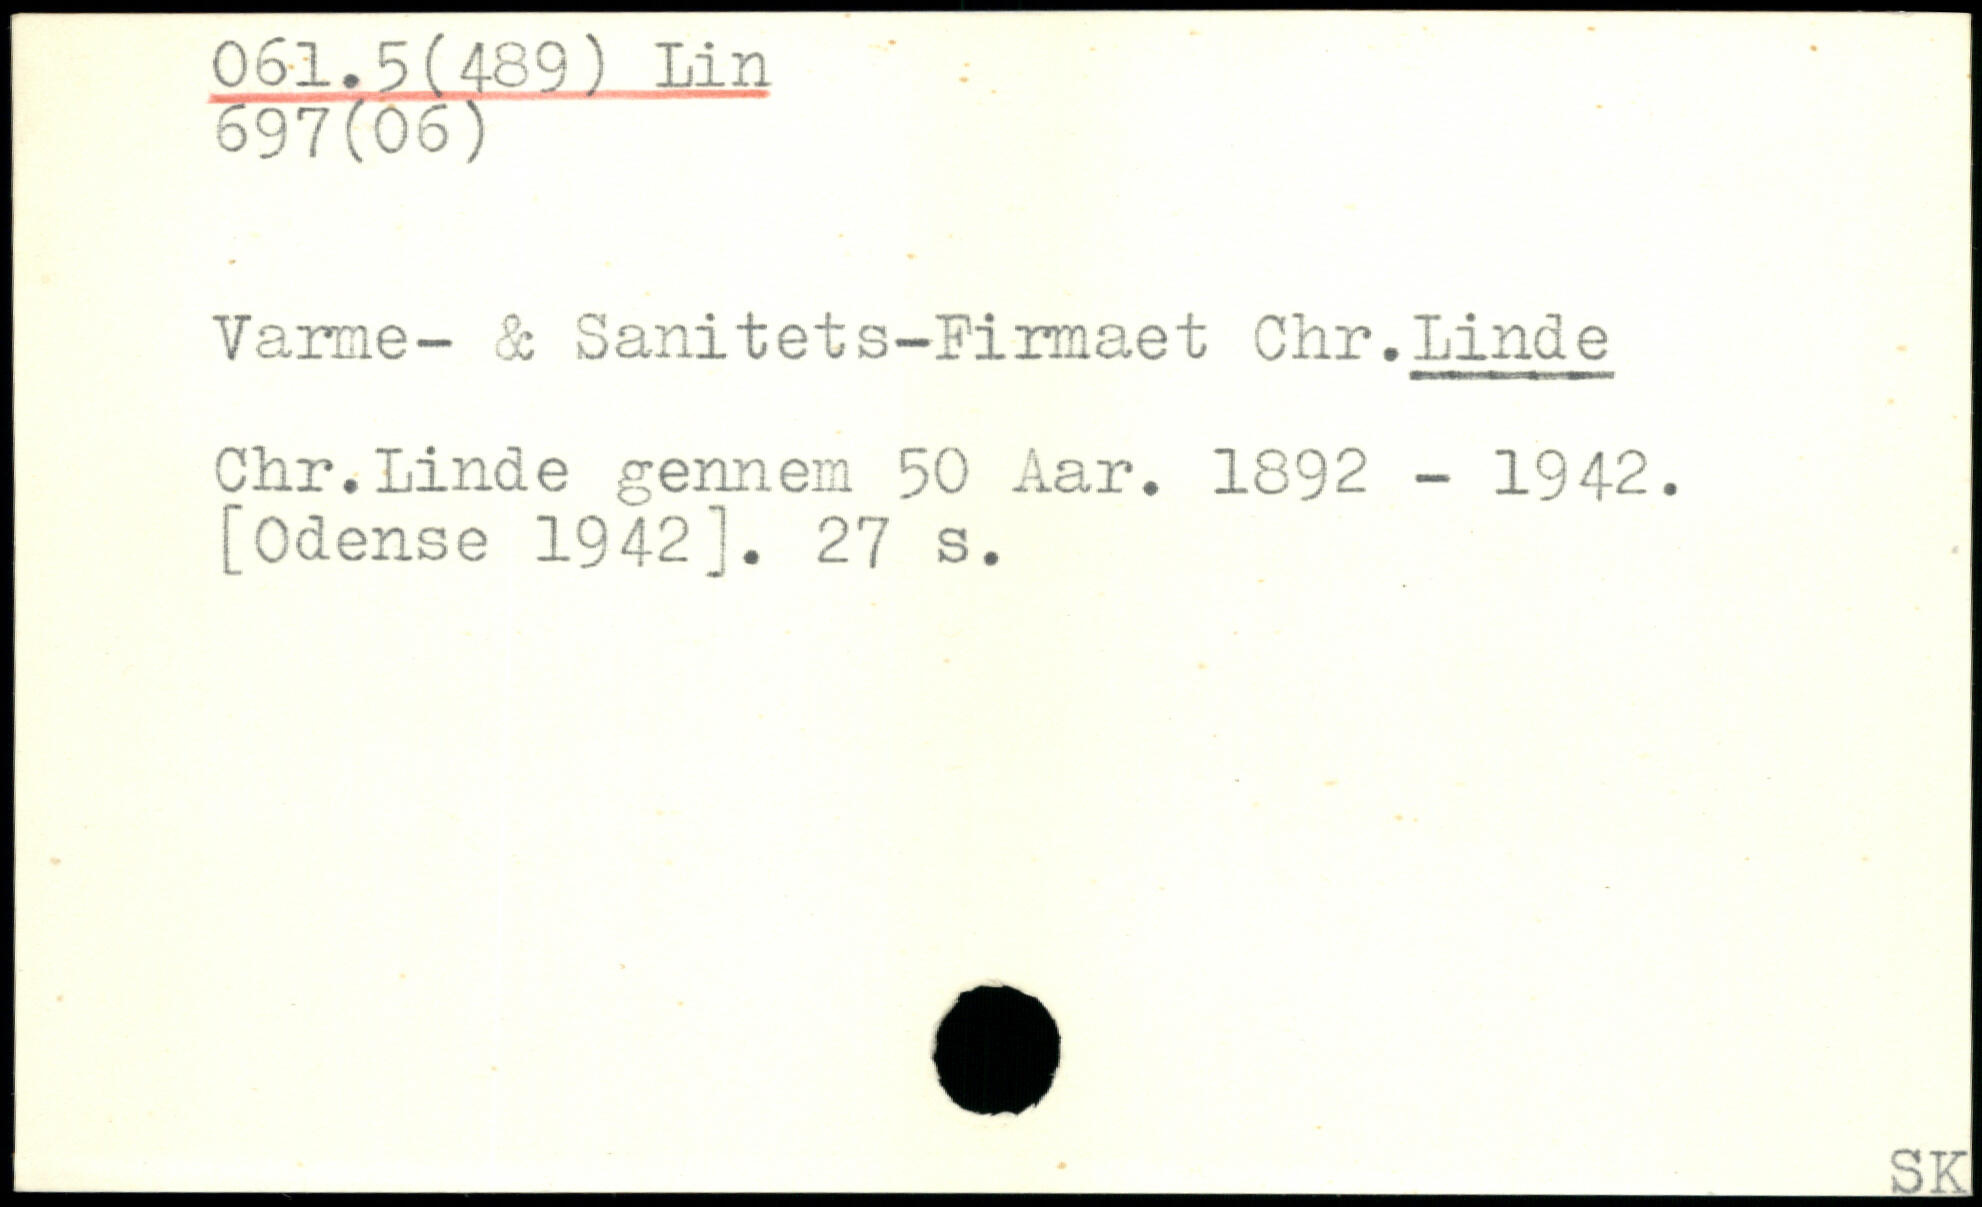 061.5(489) Lin
697(06)
Varme- & Sanitets-Firmaet Chr.Linde
Chr.Linde gennem 50 Aar. 1892 - 1942.
[Odense 1942]. 27 s.
SK